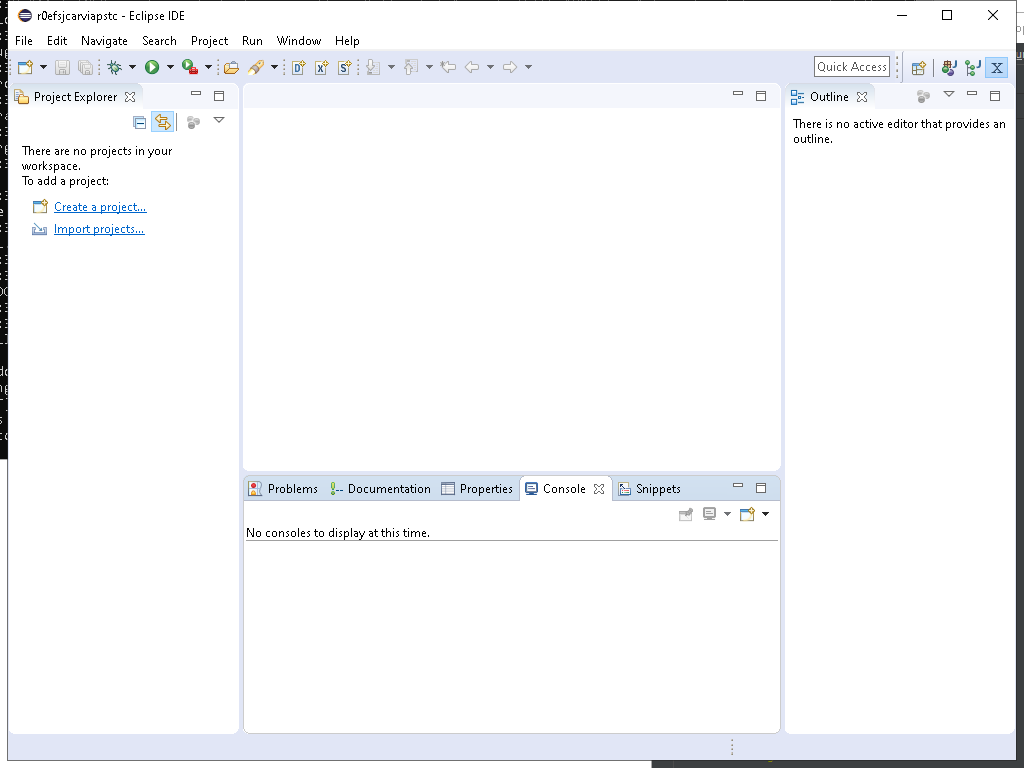 r0efsjcarviapstc - Eclipse IDE
File Edit Navigate Search Project Run Window Help
Quick Access
Project Explorer
Outline
There are no projects in your
workspace.
To add a project:
Create a project...
Import projects...
There is no active editor that provides an
outline.
Problems Documentation Properties Console Snippets
No consoles to display at this time.